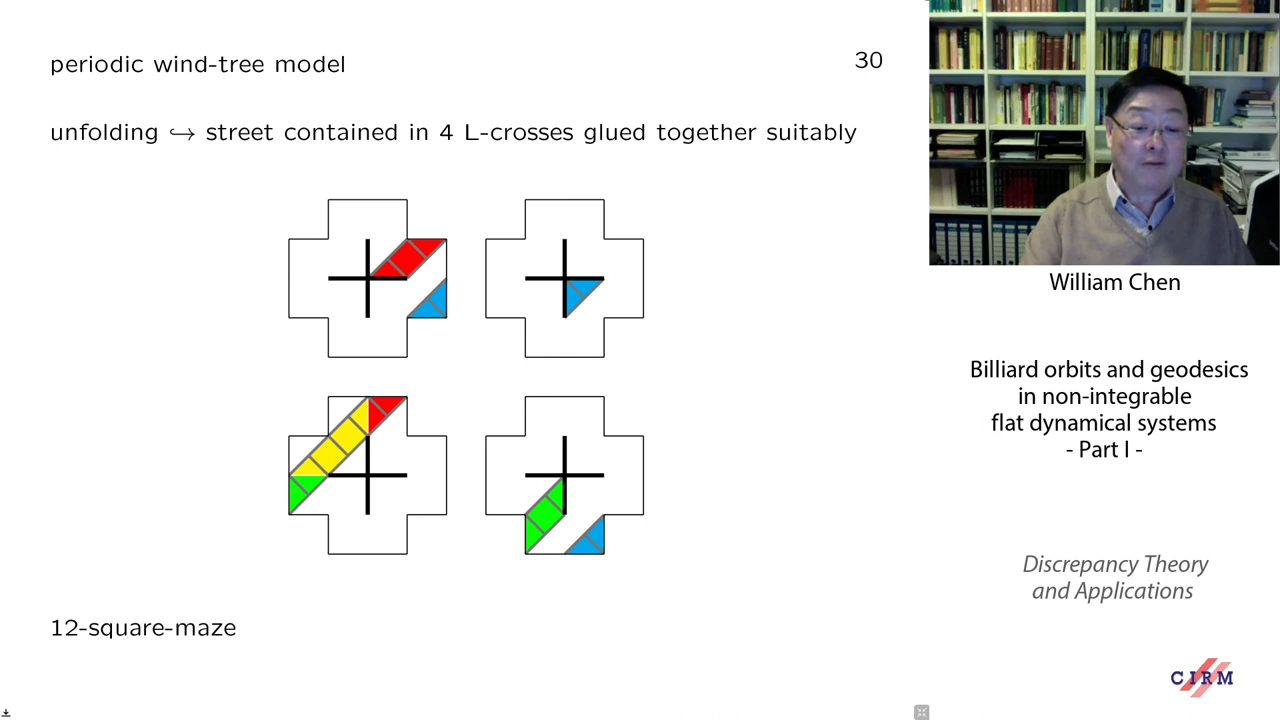 periodic wind-tree model
30
unfolding ↪ street contained in 4 L-crosses glued together suitably
12-square-maze
William Chen
Billiard orbits and geodesics
in non-integrable
flat dynamical systems
- Part I -
Discrepancy Theory
and Applications
CIRM